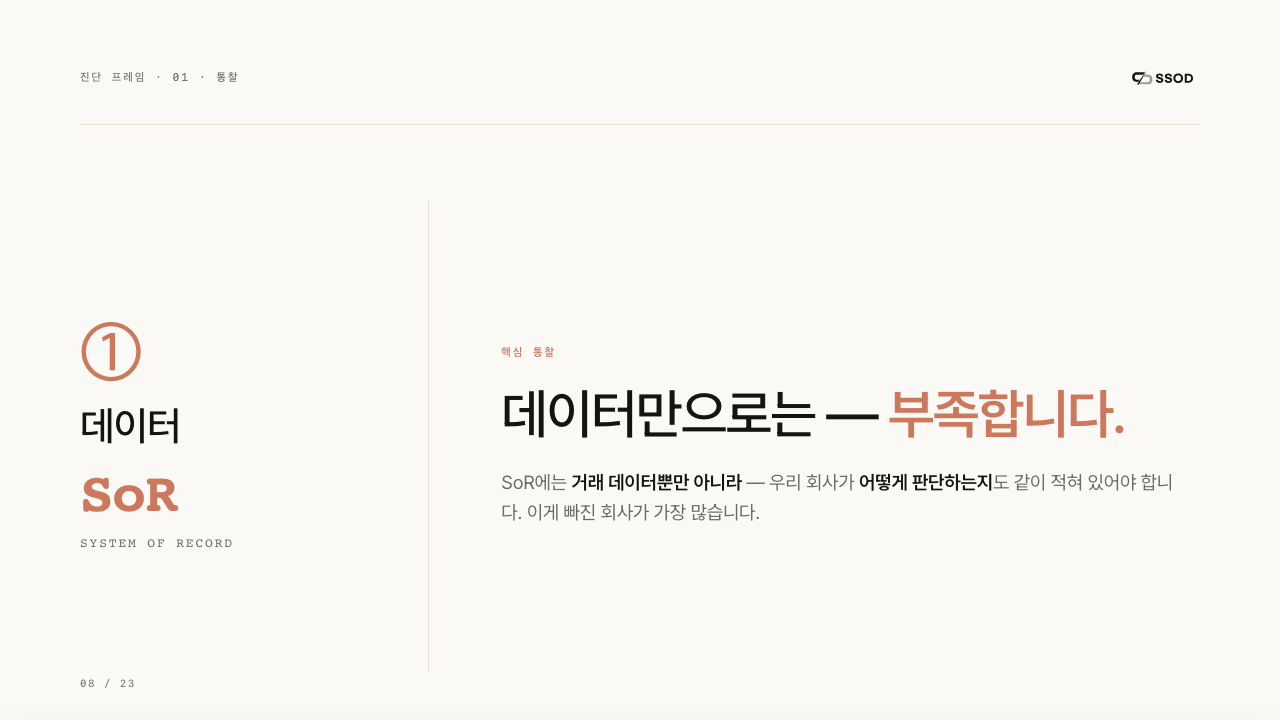 진단 프레임 · 01 · 통찰
SSOD
①
데이터
SoR
SYSTEM OF RECORD
핵심 통찰
데이터만으로는 — 부족합니다.
SoR에는 거래 데이터뿐만 아니라 — 우리 회사가 어떻게 판단하는지도 같이 적혀 있어야 합니
다. 이게 빠진 회사가 가장 많습니다.
08 / 23